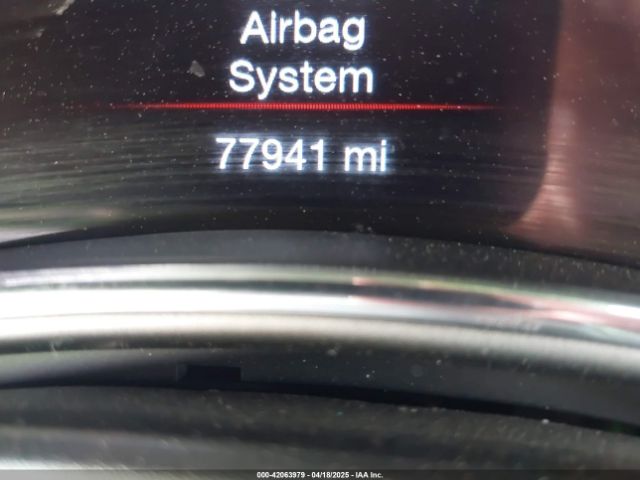 Airbag
System
77941 mi
000-42063979 - 04/18/2025 - IAA Inc.